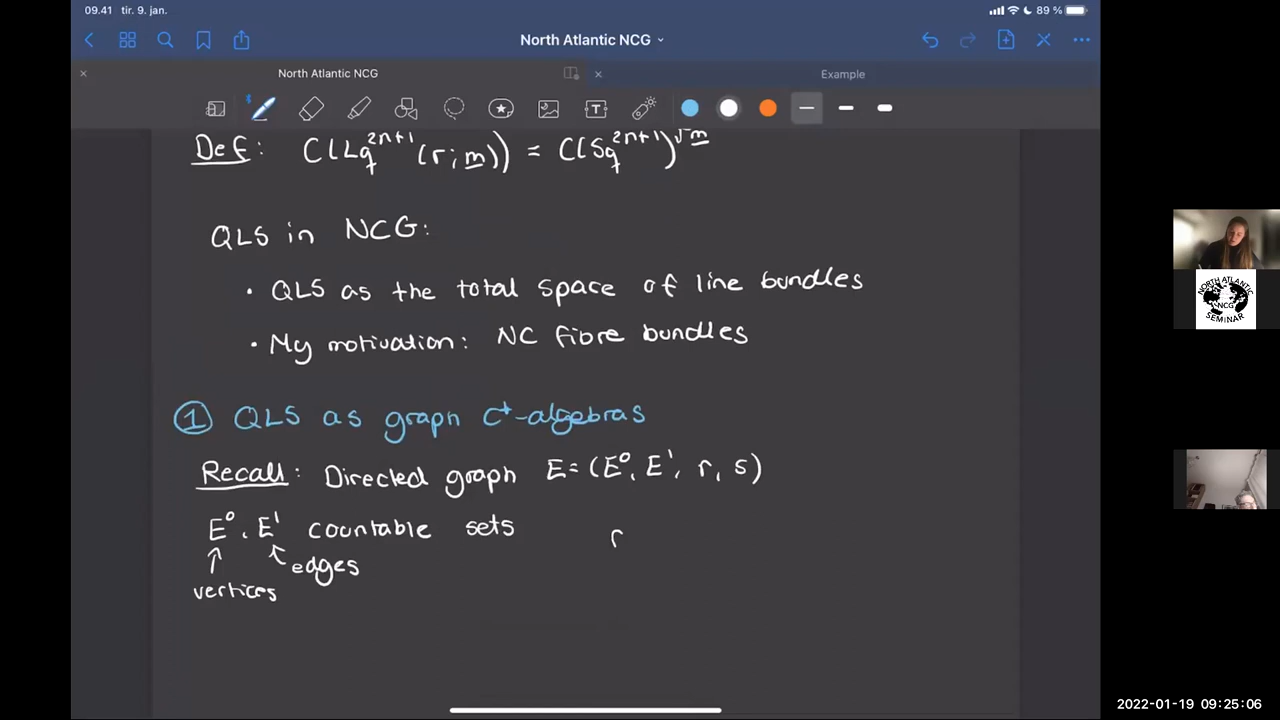 09.41 tir. 9. jan.
89 %
North Atlantic NCG
North Atlantic NCG
Example
Def: C(Lq^{2n+1}(r; m)) = C(Sq^{2n+1})^{√m}
QLS in NCG:
• QLS as the total space of line bundles
• My motivation: NC fibre bundles
① QLS as graph C*-algebras
Recall: Directed graph E = (E⁰, E¹, r, s)
E⁰, E¹ countable sets r
↑ ↖ edges
vertices
NORTH ATLANTIC
NCG
SEMINAR
2022-01-19 09:25:06